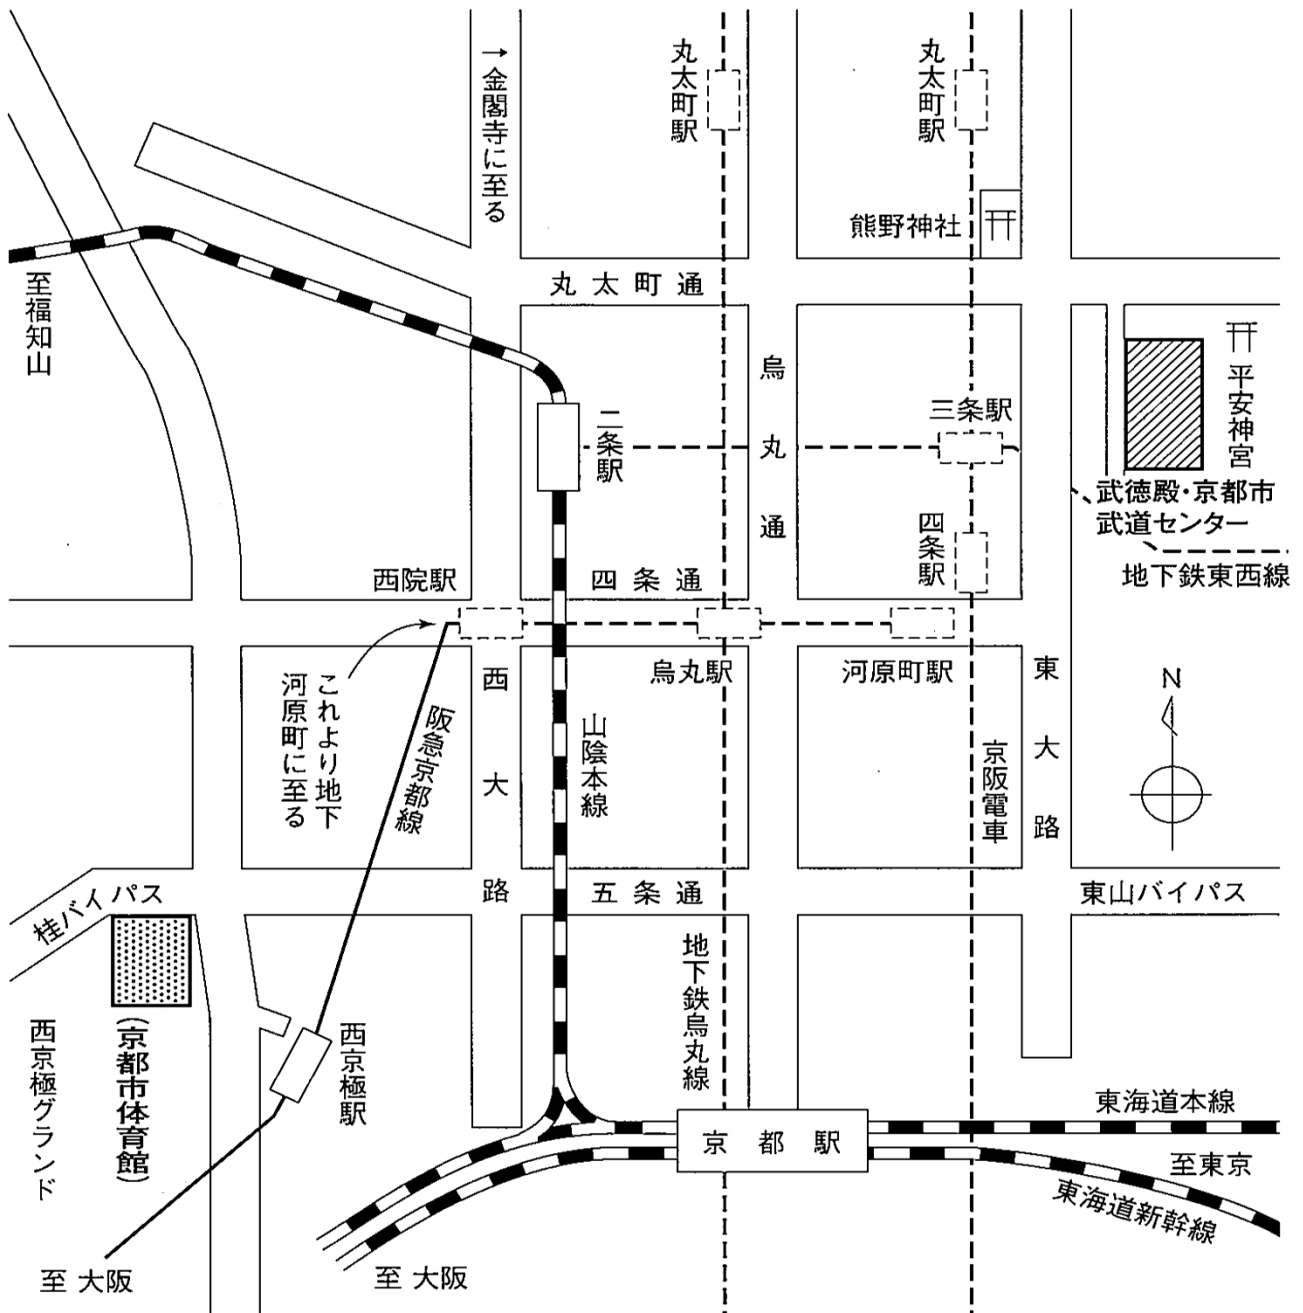 →金閣寺に至る
丸太町駅
丸太町駅
熊野神社
丸太町通
至福知山
烏丸通
二条駅
三条駅
平安神宮
武徳殿・京都市
武道センター
四条駅
地下鉄東西線
西院駅
四条通
烏丸駅
河原町駅
これより地下
河原町に至る
阪急京都線
西大路
山陰本線
京阪電車
東大路
N
桂バイパス
五条通
東山バイパス
西京極グランド
(京都市体育館)
西京極駅
地下鉄烏丸線
京都駅
東海道本線
至東京
東海道新幹線
至 大阪
至 大阪